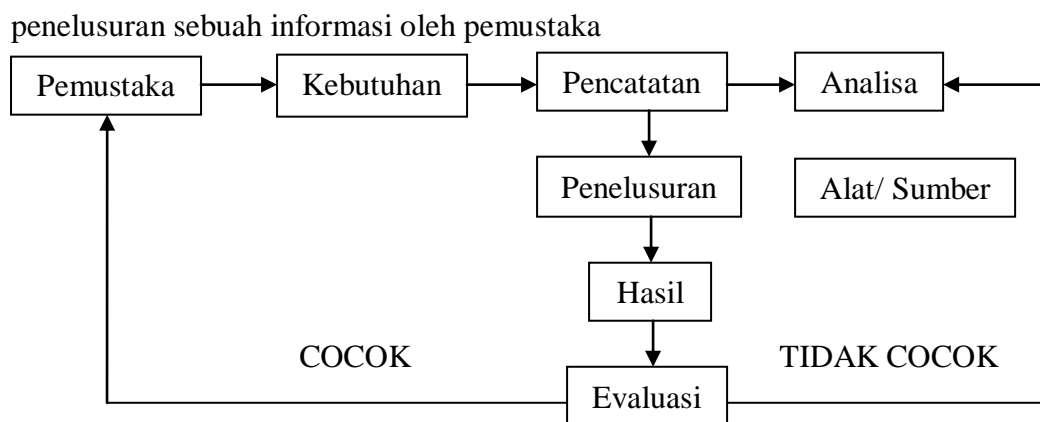 penelusuran sebuah informasi oleh pemustaka
Pemustaka
Kebutuhan
Pencatatan
Analisa
Penelusuran
Alat/ Sumber
Hasil
COCOK
TIDAK COCOK
Evaluasi